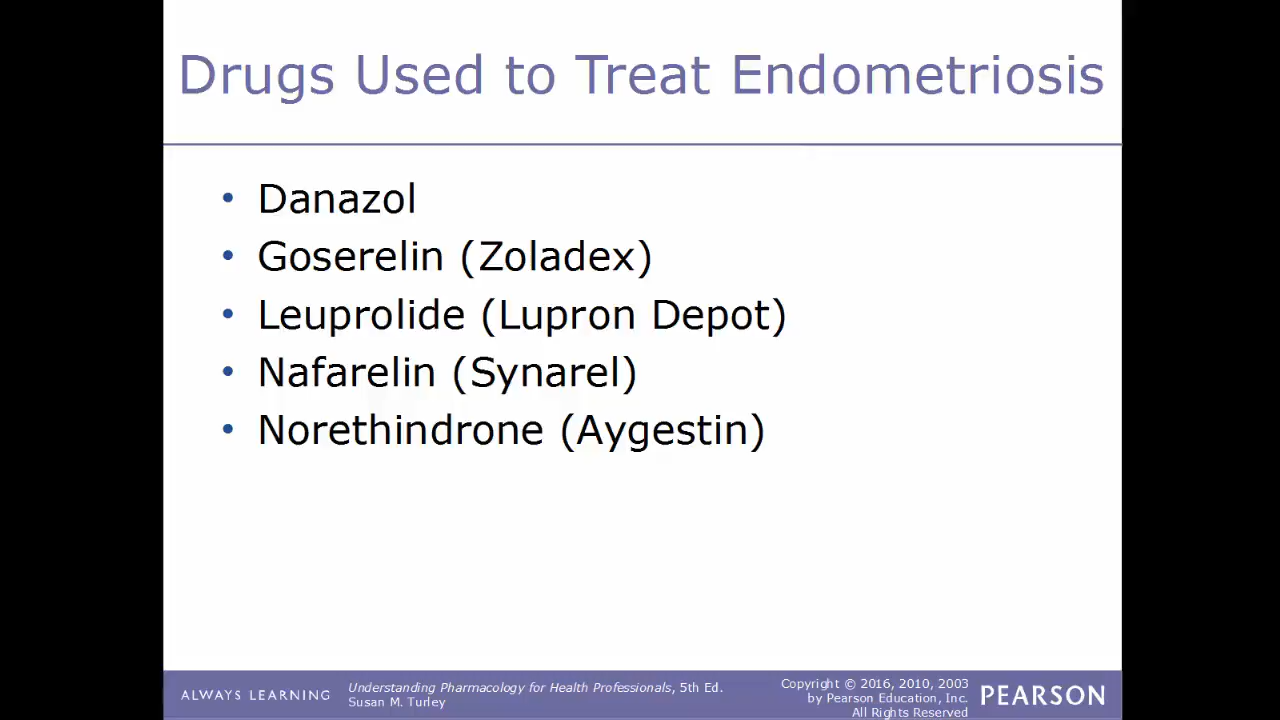 Drugs Used to Treat Endometriosis
• Danazol
• Goserelin (Zoladex)
• Leuprolide (Lupron Depot)
• Nafarelin (Synarel)
• Norethindrone (Aygestin)
ALWAYS LEARNING
Understanding Pharmacology for Health Professionals, 5th Ed.
Susan M. Turley
Copyright © 2016, 2010, 2003
by Pearson Education, Inc.
All Rights Reserved
PEARSON